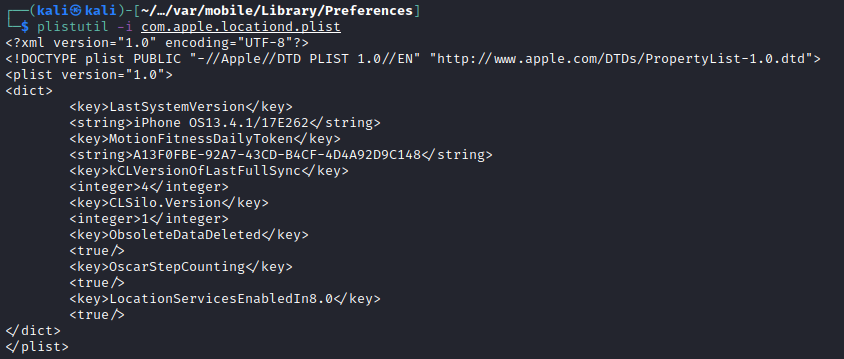 ┌──(kali㉿kali)-[~/…/var/mobile/Library/Preferences]
└─$ plistutil -i com.apple.locationd.plist
<?xml version="1.0" encoding="UTF-8"?>
<!DOCTYPE plist PUBLIC "-//Apple//DTD PLIST 1.0//EN" "http://www.apple.com/DTDs/PropertyList-1.0.dtd">
<plist version="1.0">
<dict>
        <key>LastSystemVersion</key>
        <string>iPhone OS13.4.1/17E262</string>
        <key>MotionFitnessDailyToken</key>
        <string>A13F0FBE-92A7-43CD-B4CF-4D4A92D9C148</string>
        <key>kCLVersionOfLastFullSync</key>
        <integer>4</integer>
        <key>CLSilo.Version</key>
        <integer>1</integer>
        <key>ObsoleteDataDeleted</key>
        <true/>
        <key>OscarStepCounting</key>
        <true/>
        <key>LocationServicesEnabledIn8.0</key>
        <true/>
</dict>
</plist>